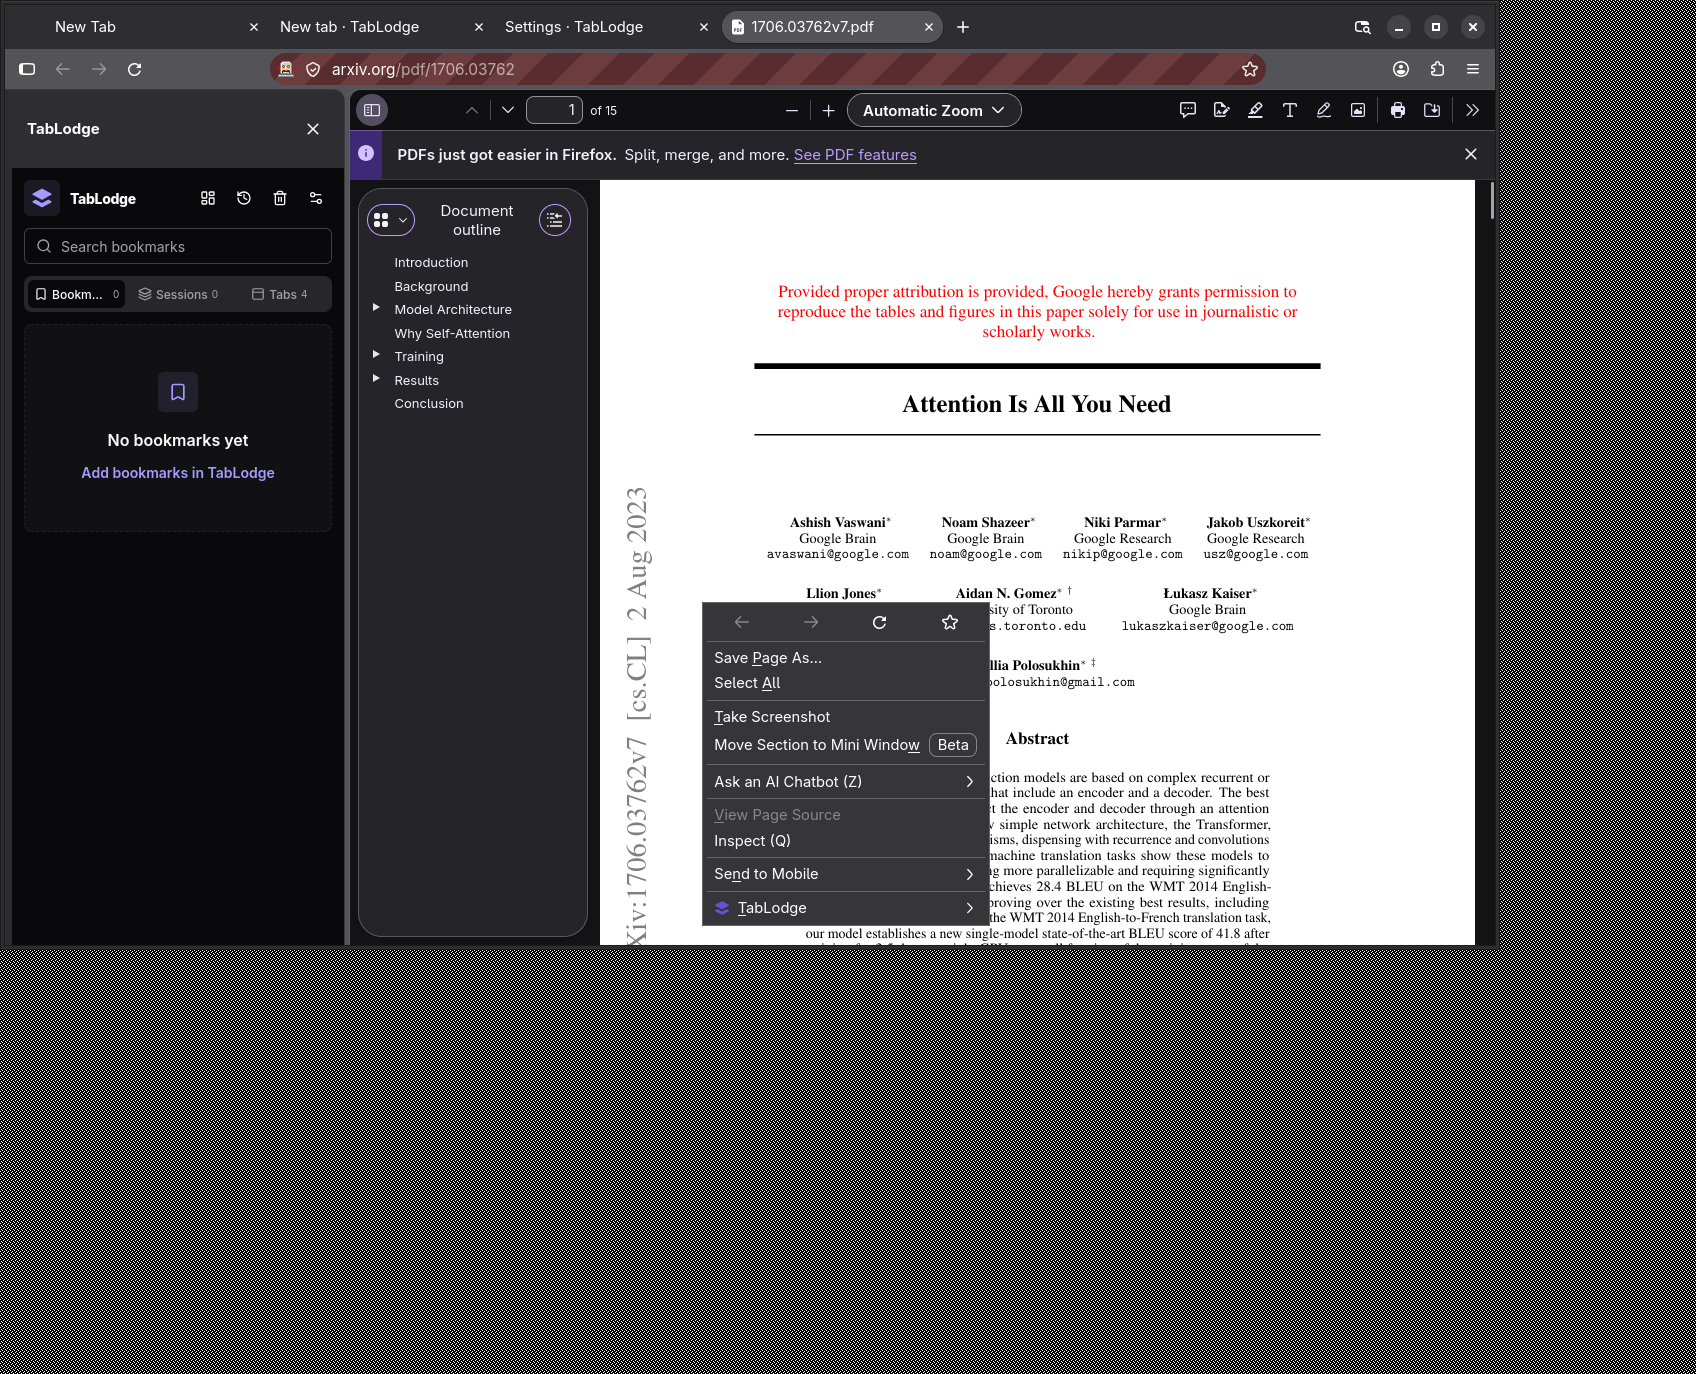 New Tab
New tab · TabLodge
Settings · TabLodge
1706.03762v7.pdf
arxiv.org/pdf/1706.03762
TabLodge
TabLodge
Search bookmarks
Bookm... 0
Sessions 0
Tabs 4
No bookmarks yet
Add bookmarks in TabLodge
1 of 15
Automatic Zoom
PDFs just got easier in Firefox. Split, merge, and more. See PDF features
Document
outline
Introduction
Background
Model Architecture
Why Self-Attention
Training
Results
Conclusion
Provided proper attribution is provided, Google hereby grants permission to
reproduce the tables and figures in this paper solely for use in journalistic or
scholarly works.
Attention Is All You Need
Xiv:1706.03762v7 [cs.CL] 2 Aug 2023
Ashish Vaswani* Noam Shazeer* Niki Parmar* Jakob Uszkoreit*
Google Brain Google Brain Google Research Google Research
avaswani@google.com noam@google.com nikip@google.com usz@google.com
Llion Jones* Aidan N. Gomez* † Łukasz Kaiser*
sity of Toronto Google Brain
s.toronto.edu lukaszkaiser@google.com
llia Polosukhin* ‡
polosukhin@gmail.com
Abstract
ction models are based on complex recurrent or
that include an encoder and a decoder. The best
ct the encoder and decoder through an attention
simple network architecture, the Transformer,
isms, dispensing with recurrence and convolutions
machine translation tasks show these models to
ng more parallelizable and requiring significantly
chieves 28.4 BLEU on the WMT 2014 English-
proving over the existing best results, including
the WMT 2014 English-to-French translation task,
our model establishes a new single-model state-of-the-art BLEU score of 41.8 after
Save Page As...
Select All
Take Screenshot
Move Section to Mini Window Beta
Ask an AI Chatbot (Z)
View Page Source
Inspect (Q)
Send to Mobile
TabLodge